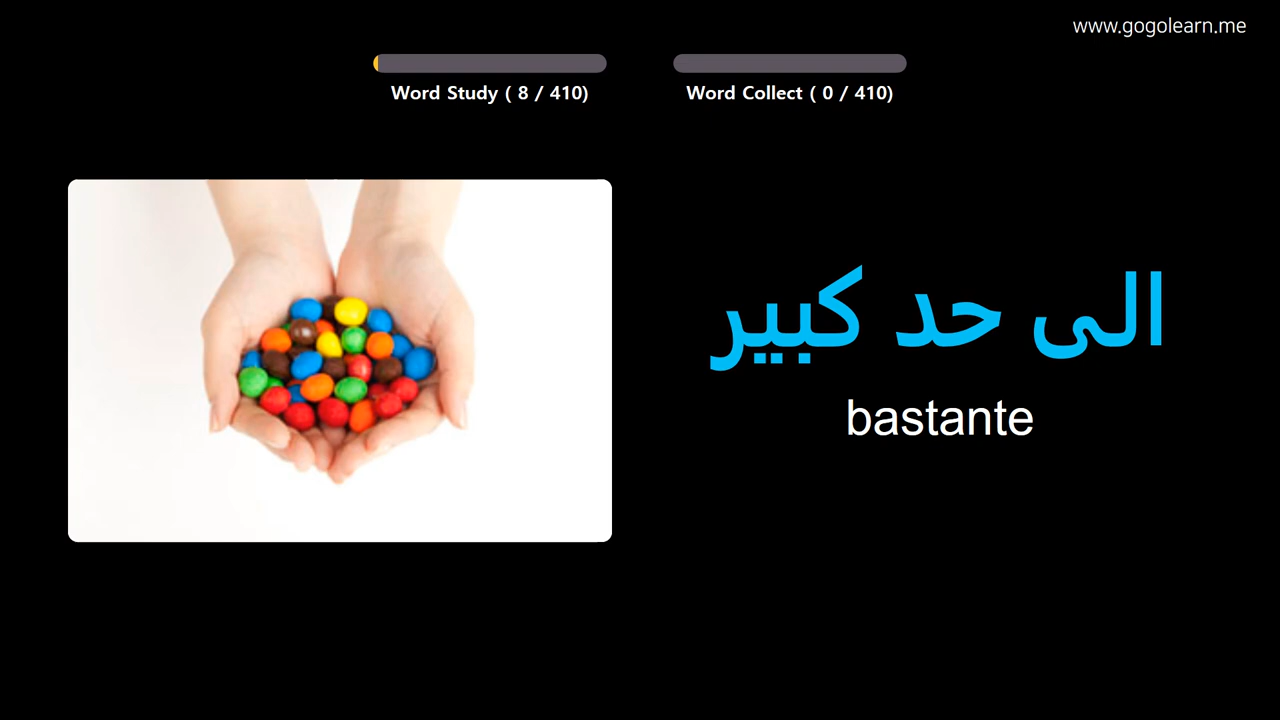 www.gogolearn.me
Word Study ( 8 / 410)
Word Collect ( 0 / 410)
الى حد كبير
bastante